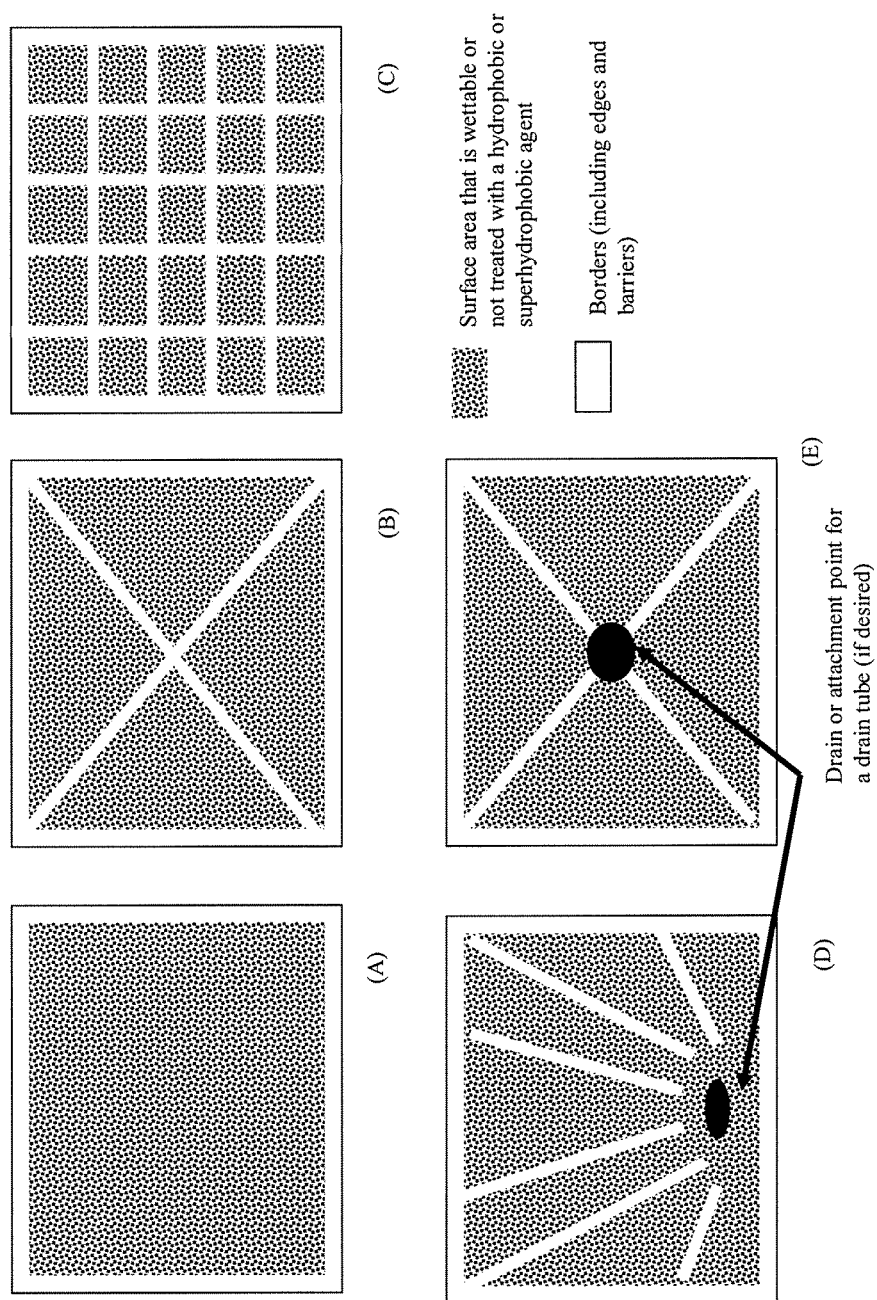 (A)
(B)
(C)
(D)
(E)
Surface area that is wettable or
not treated with a hydrophobic or
superhydrophobic agent
Borders (including edges and
barriers)
Drain or attachment point for
a drain tube (if desired)